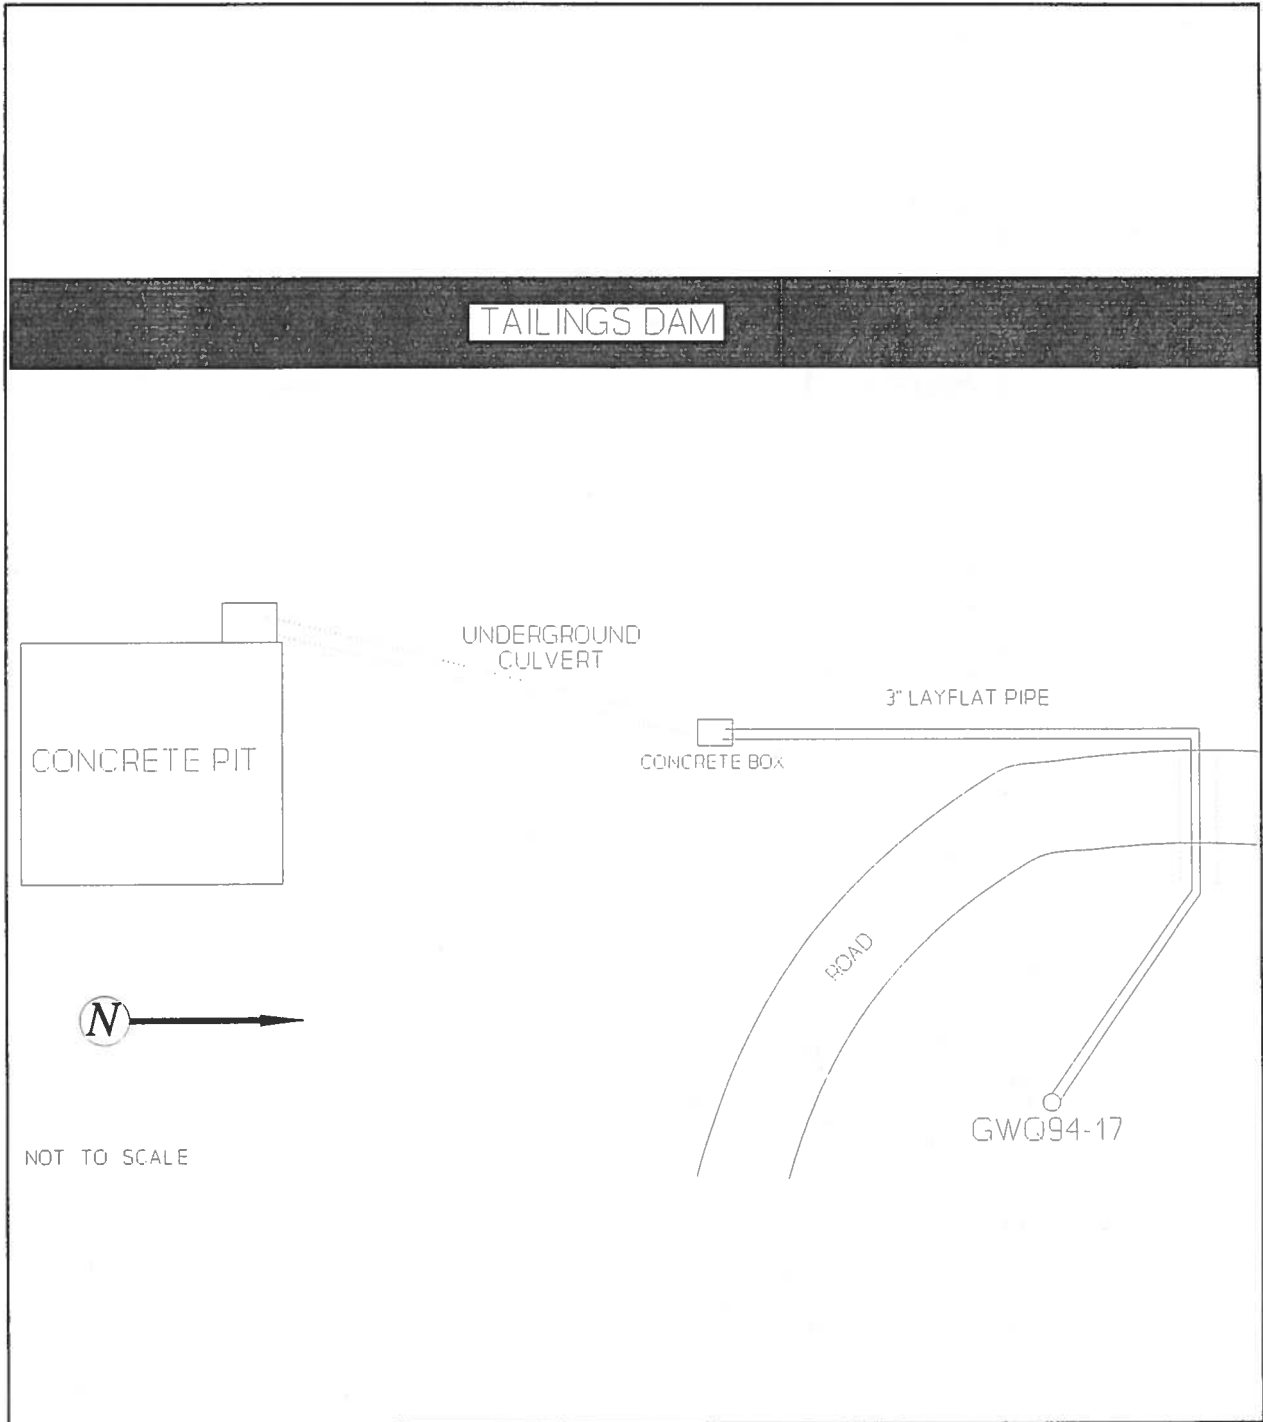 TAILINGS DAM
UNDERGROUND
CULVERT
3" LAYFLAT PIPE
CONCRETE PIT
CONCRETE BOX
ROAD
N
GWQ94-17
NOT TO SCALE